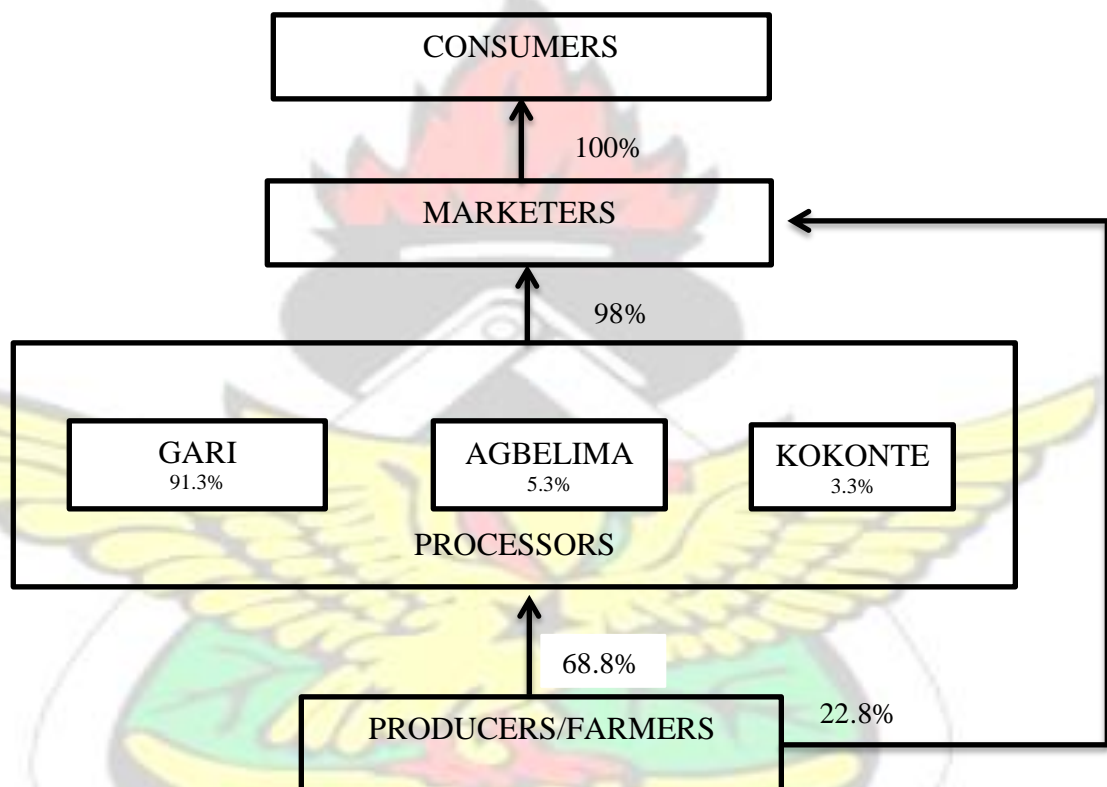 CONSUMERS
100%
MARKETERS
98%
GARI
91.3%
AGBELIMA
5.3%
KOKONTE
3.3%
PROCESSORS
68.8%
22.8%
PRODUCERS/FARMERS